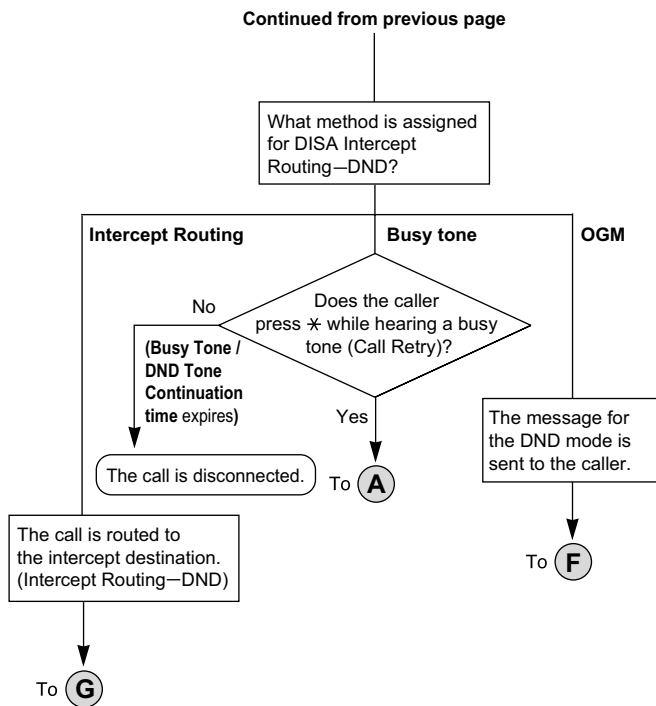 Continued from previous page
What method is assigned
for DISA Intercept
Routing—DND?
Intercept Routing
Busy tone
OGM
No
Does the caller
press ✳ while hearing a busy
tone (Call Retry)?
(Busy Tone /
DND Tone
Continuation
time expires)
Yes
The message for
the DND mode is
sent to the caller.
The call is disconnected.
To A
The call is routed to
the intercept destination.
(Intercept Routing—DND)
To F
To G